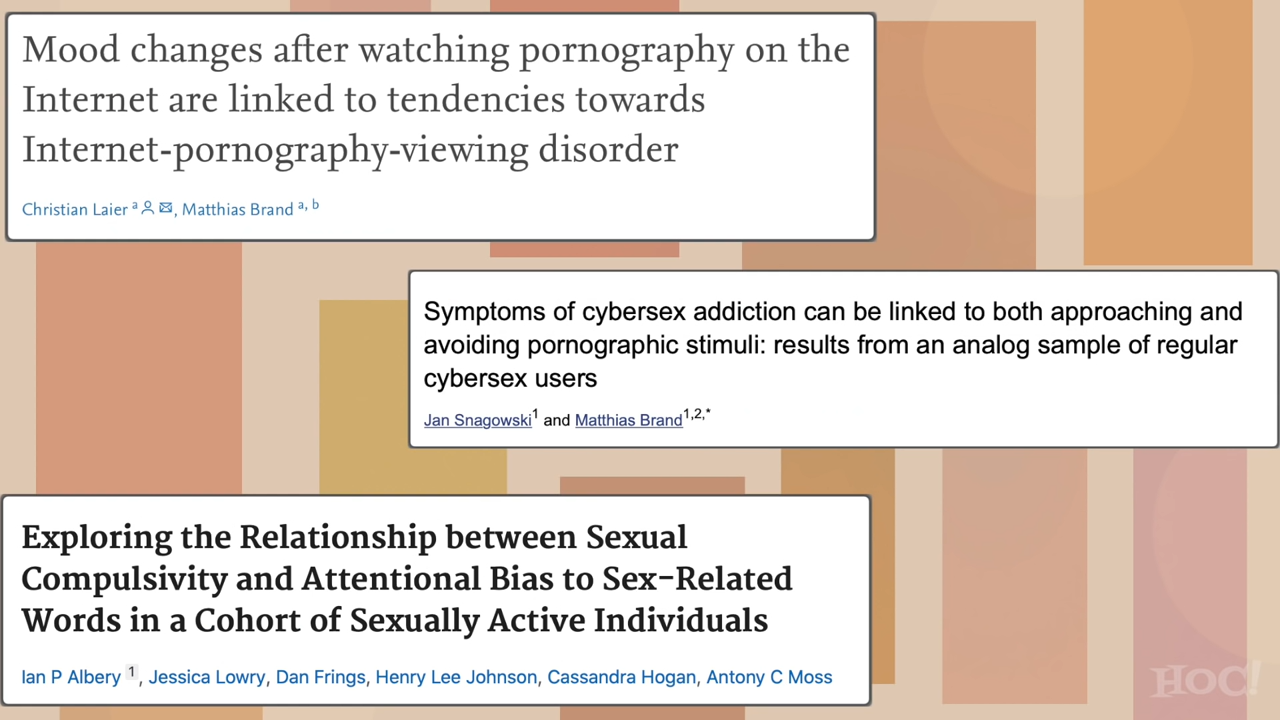 Mood changes after watching pornography on the
Internet are linked to tendencies towards
Internet-pornography-viewing disorder
Christian Laier a, Matthias Brand a, b
Symptoms of cybersex addiction can be linked to both approaching and
avoiding pornographic stimuli: results from an analog sample of regular
cybersex users
Jan Snagowski1 and Matthias Brand1,2,*
Exploring the Relationship between Sexual
Compulsivity and Attentional Bias to Sex-Related
Words in a Cohort of Sexually Active Individuals
Ian P Albery 1, Jessica Lowry, Dan Frings, Henry Lee Johnson, Cassandra Hogan, Antony C Moss
HOC!